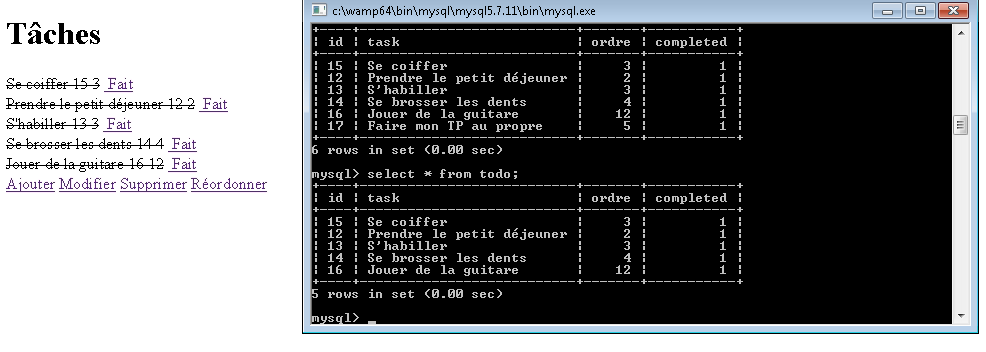 Tâches
Se coiffer 15 3 Fait
Prendre le petit déjeuner 12 2 Fait
S'habiller 13 3 Fait
Se brosser les dents 14 4 Fait
Jouer de la guitare 16 12 Fait
Ajouter Modifier Supprimer Réordonner
c:\wamp64\bin\mysql\mysql5.7.11\bin\mysql.exe
+----+---------------------------+-------+-----------+
| id | task | ordre | completed |
+----+---------------------------+-------+-----------+
| 15 | Se coiffer | 3 | 1 |
| 12 | Prendre le petit déjeuner | 2 | 1 |
| 13 | S'habiller | 3 | 1 |
| 14 | Se brosser les dents | 4 | 1 |
| 16 | Jouer de la guitare | 12 | 1 |
| 17 | Faire mon TP au propre | 5 | 1 |
+----+---------------------------+-------+-----------+
6 rows in set (0.00 sec)
mysql> select * from todo;
+----+---------------------------+-------+-----------+
| id | task | ordre | completed |
+----+---------------------------+-------+-----------+
| 15 | Se coiffer | 3 | 1 |
| 12 | Prendre le petit déjeuner | 2 | 1 |
| 13 | S'habiller | 3 | 1 |
| 14 | Se brosser les dents | 4 | 1 |
| 16 | Jouer de la guitare | 12 | 1 |
+----+---------------------------+-------+-----------+
5 rows in set (0.00 sec)
mysql> _